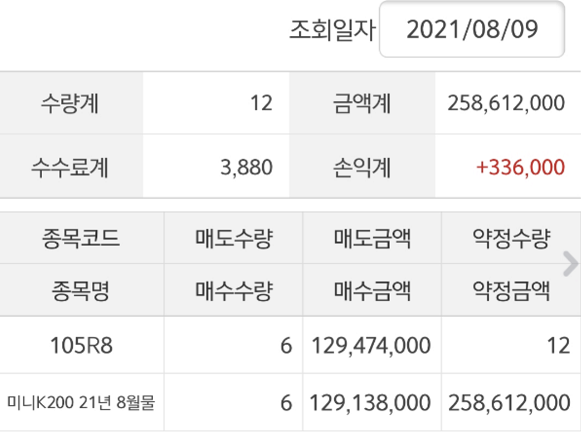 조회일자 2021/08/09
수량계 12 금액계 258,612,000
수수료계 3,880 손익계 +336,000
종목코드 매도수량 매도금액 약정수량
종목명 매수수량 매수금액 약정금액
105R8 6 129,474,000 12
미니K200 21년 8월물 6 129,138,000 258,612,000